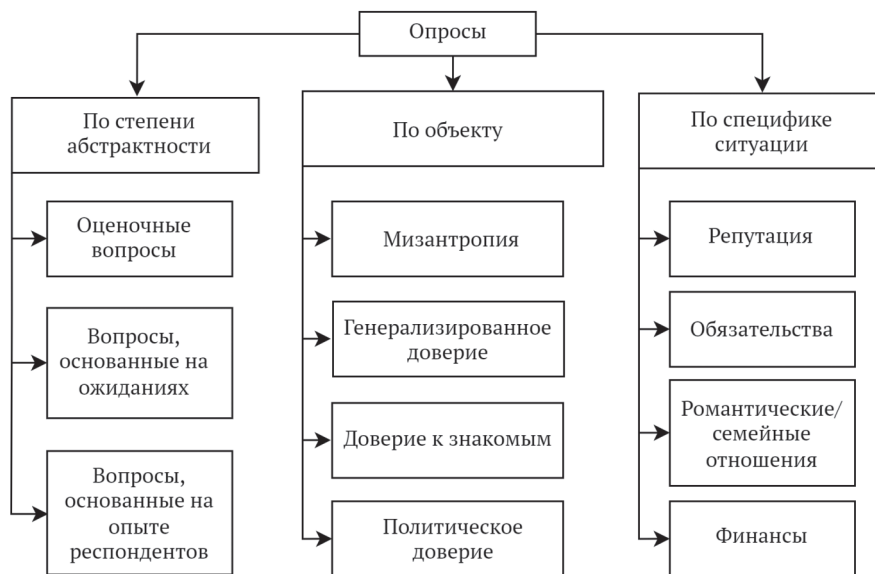 Опросы
По степени
абстрактности
Оценочные
вопросы
Вопросы,
основанные на
ожиданиях
Вопросы,
основанные на
опыте
респондентов
По объекту
Мизантропия
Генерализированное
доверие
Доверие к знакомым
Политическое
доверие
По специфике
ситуации
Репутация
Обязательства
Романтические/
семейные
отношения
Финансы